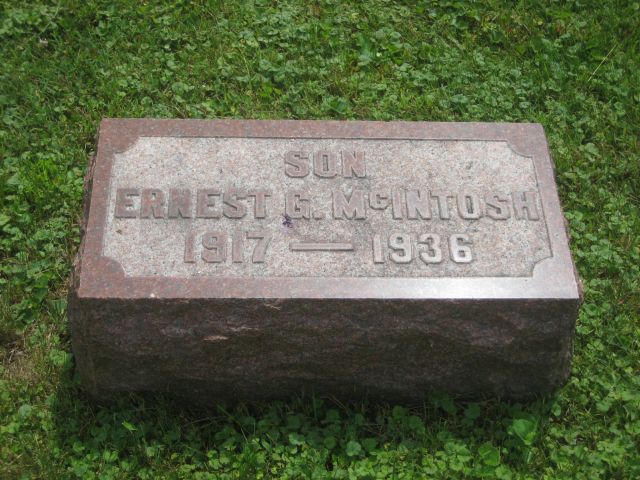 SON
ERNEST G. McINTOSH
1917 — 1936